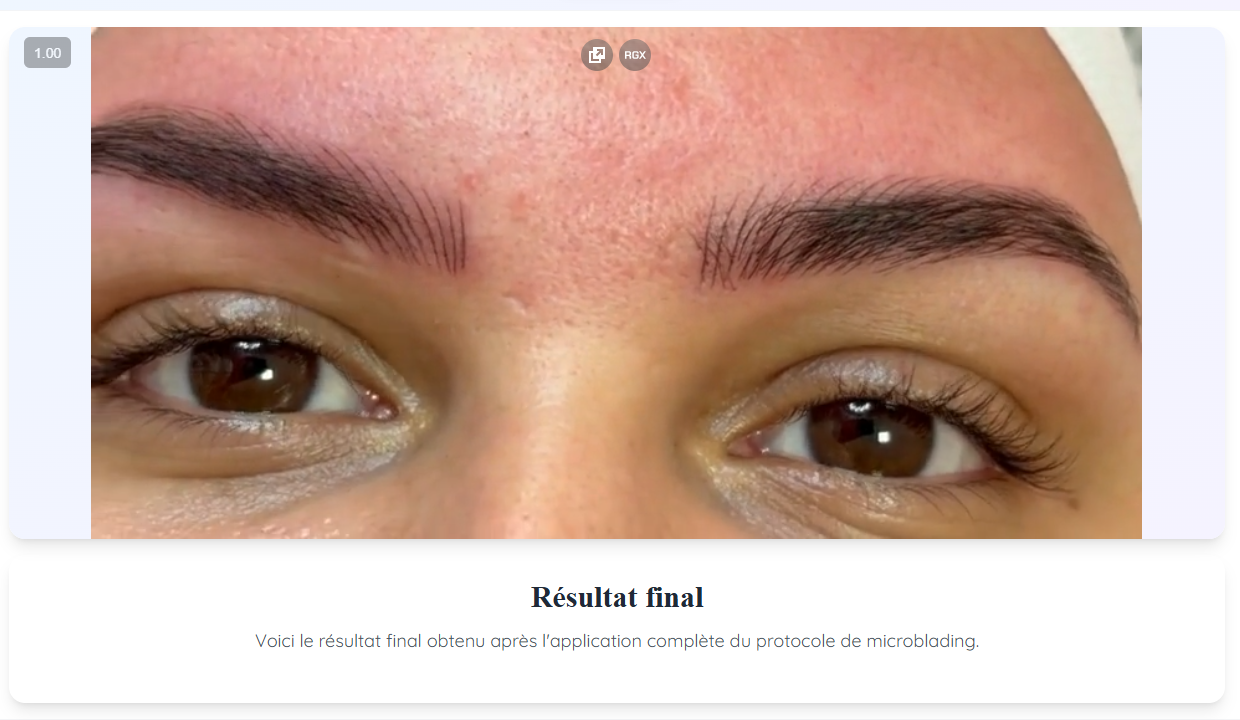 1.00
RGX
Résultat final
Voici le résultat final obtenu après l'application complète du protocole de microblading.